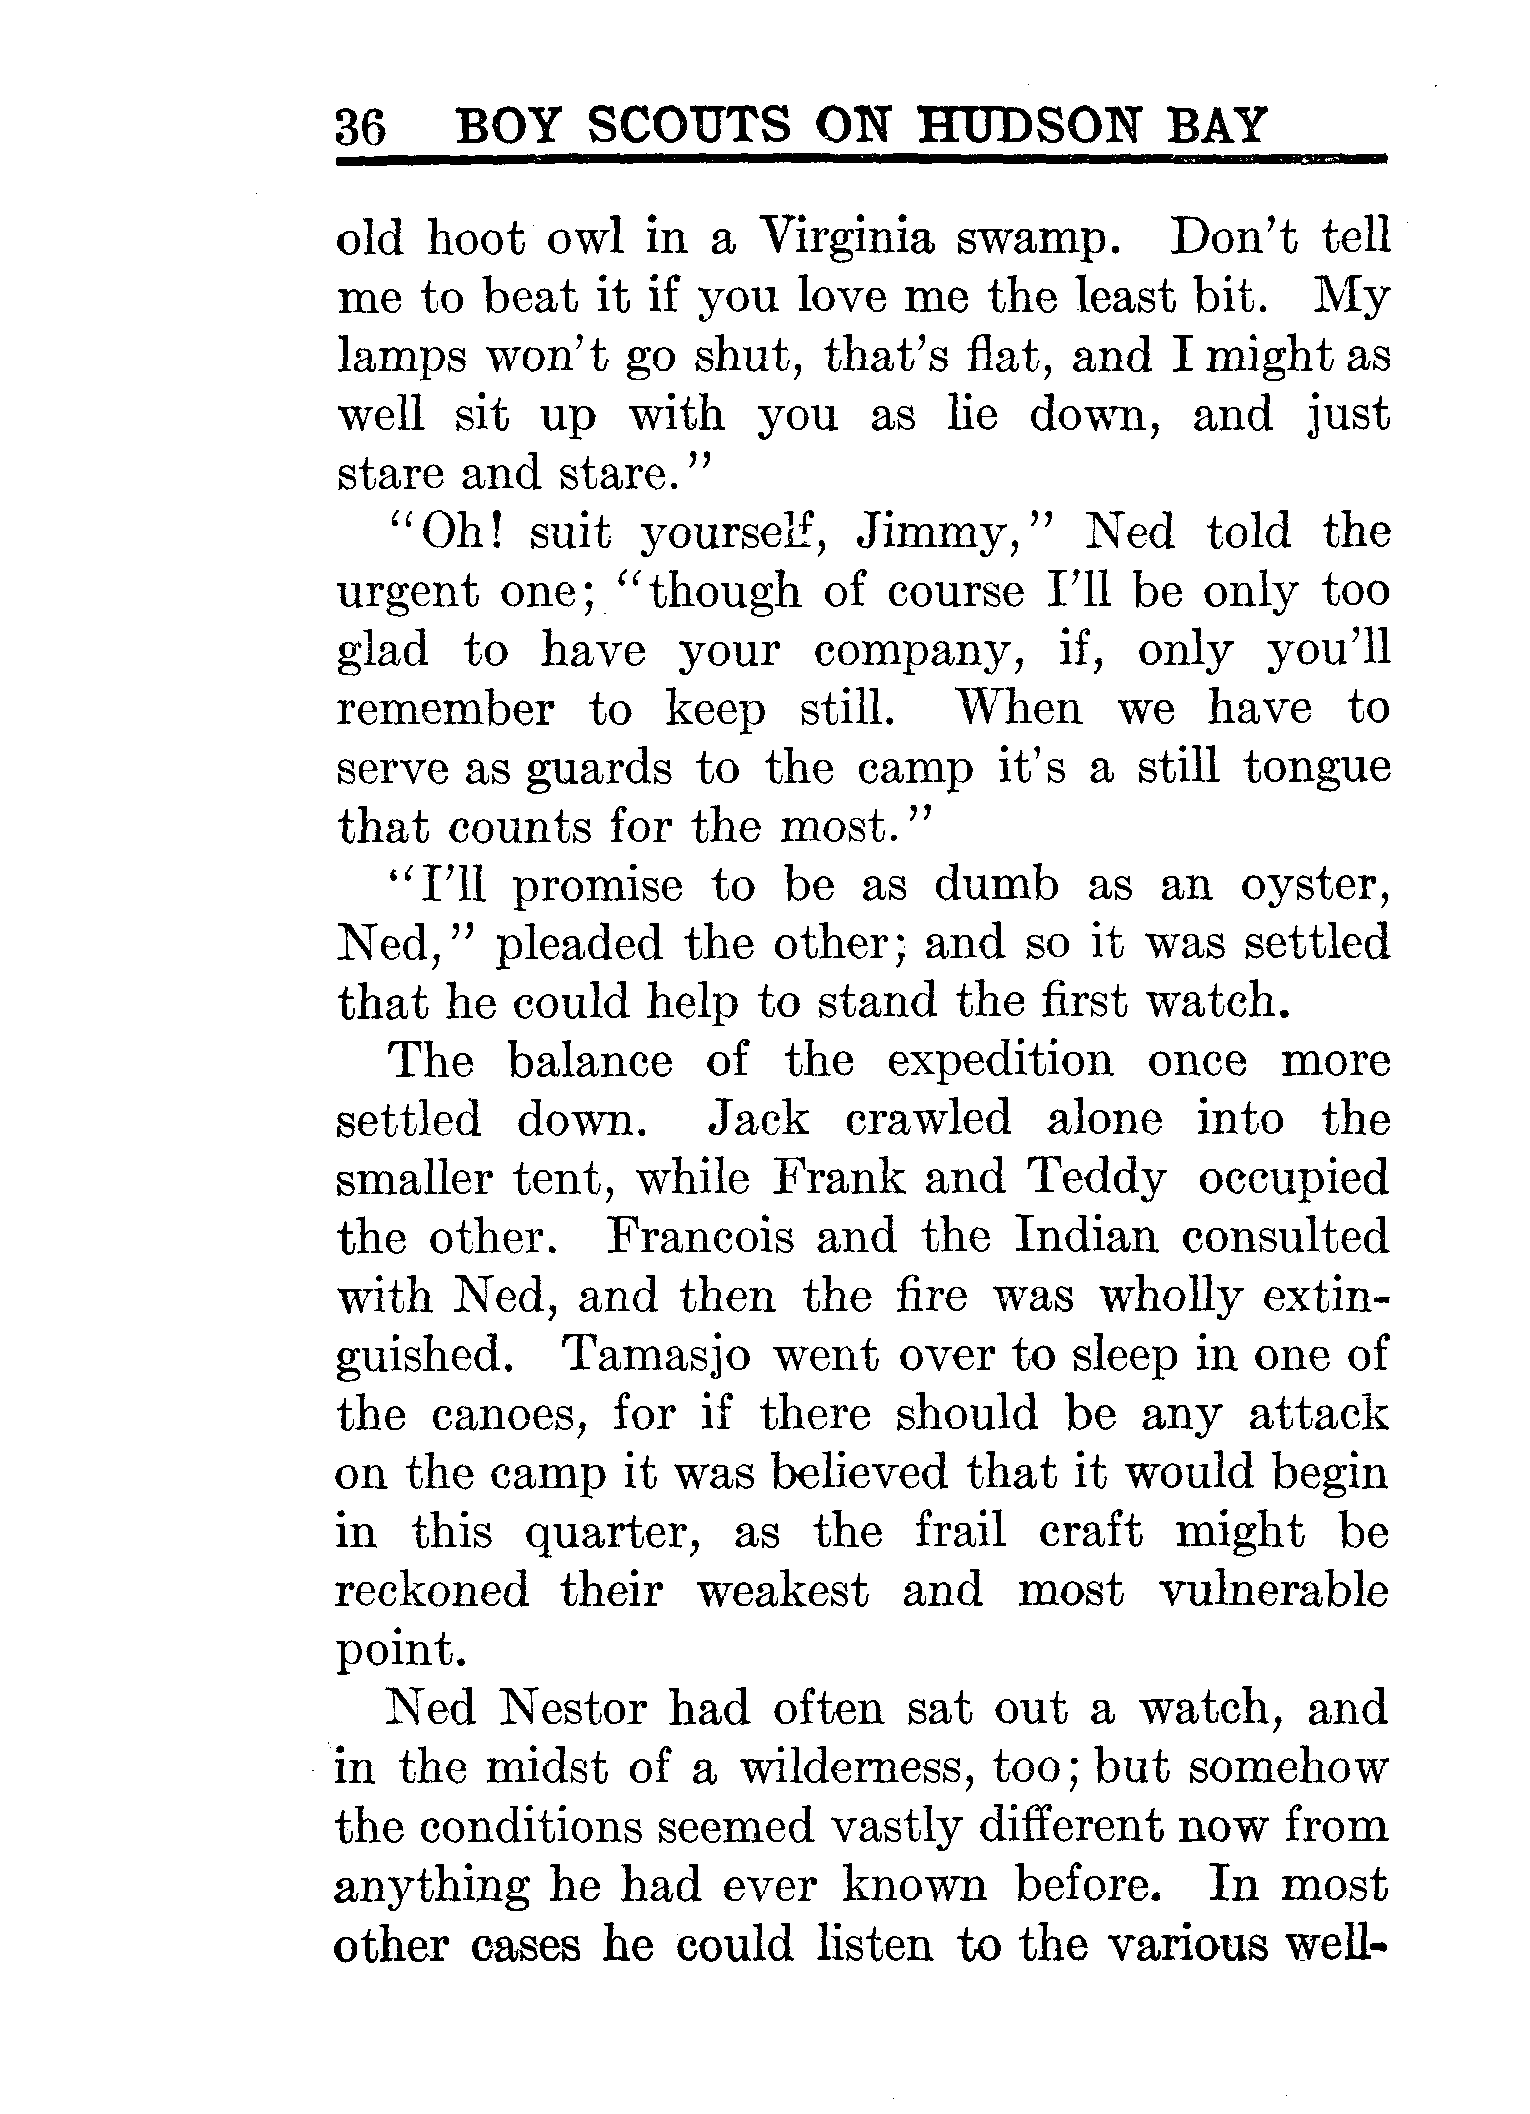 36 BOY SCOUTS ON HUDSON BAY
old hoot owl in a Virginia swamp. Don't tell
me to beat it if you love me the least bit. My
lamps won't go shut, that's flat, and I might as
well sit up with you as lie down, and just
stare and stare."
"Oh! suit yourself, Jimmy," Ned told the
urgent one; "though of course I'll be only too
glad to have your company, if, only you'll
remember to keep still. When we have to
serve as guards to the camp it's a still tongue
that counts for the most."
"I'll promise to be as dumb as an oyster,
Ned," pleaded the other; and so it was settled
that he could help to stand the first watch.
The balance of the expedition once more
settled down. Jack crawled alone into the
smaller tent, while Frank and Teddy occupied
the other. Francois and the Indian consulted
with Ned, and then the fire was wholly extin-
guished. Tamasjo went over to sleep in one of
the canoes, for if there should be any attack
on the camp it was believed that it would begin
in this quarter, as the frail craft might be
reckoned their weakest and most vulnerable
point.
Ned Nestor had often sat out a watch, and
in the midst of a wilderness, too; but somehow
the conditions seemed vastly different now from
anything he had ever known before. In most
other cases he could listen to the various well-